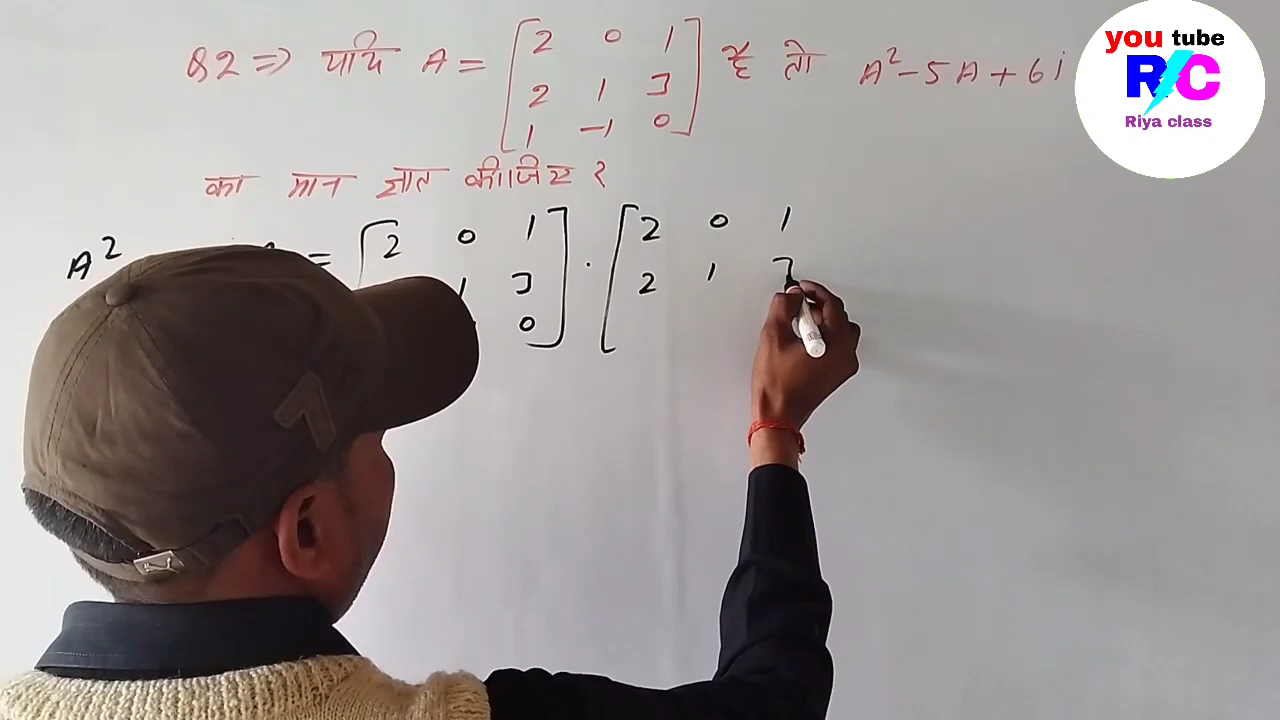 you tube
RC
Riya class
Q2 => यदि A = [2 0 1] है तो A² - 5A + 6i
2 1 3
1 -1 0
का मान ज्ञात कीजिए ?
A² = [2 0 1] . [2 0 1
1 3 2 1 3
0